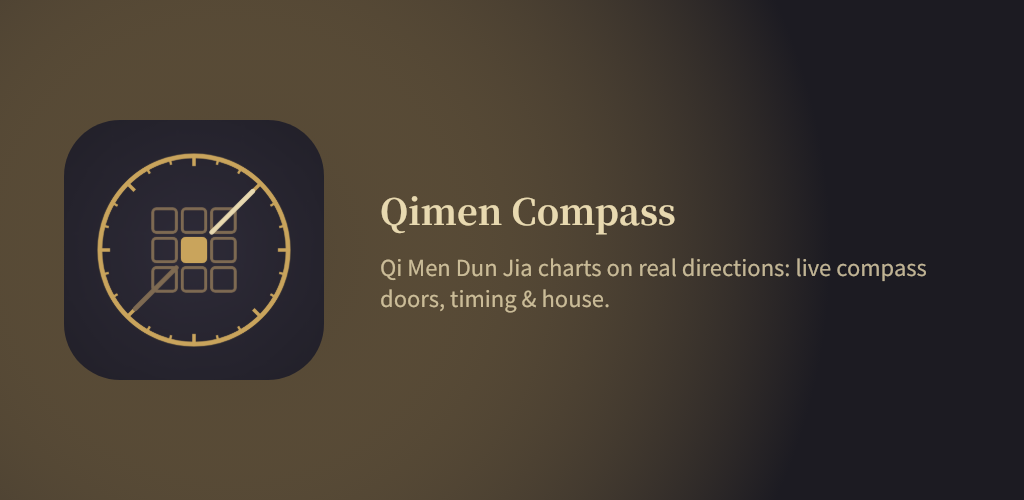 Qimen Compass
Qi Men Dun Jia charts on real directions: live compass
doors, timing & house.